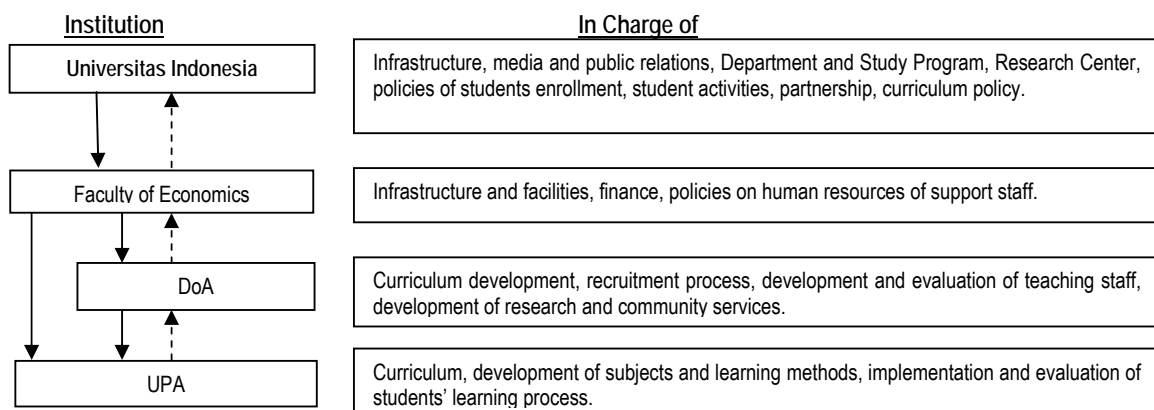 Institution
In Charge of
Universitas Indonesia
Infrastructure, media and public relations, Department and Study Program, Research Center,
policies of students enrollment, student activities, partnership, curriculum policy.
Faculty of Economics
Infrastructure and facilities, finance, policies on human resources of support staff.
DoA
Curriculum development, recruitment process, development and evaluation of teaching staff,
development of research and community services.
UPA
Curriculum, development of subjects and learning methods, implementation and evaluation of
students' learning process.